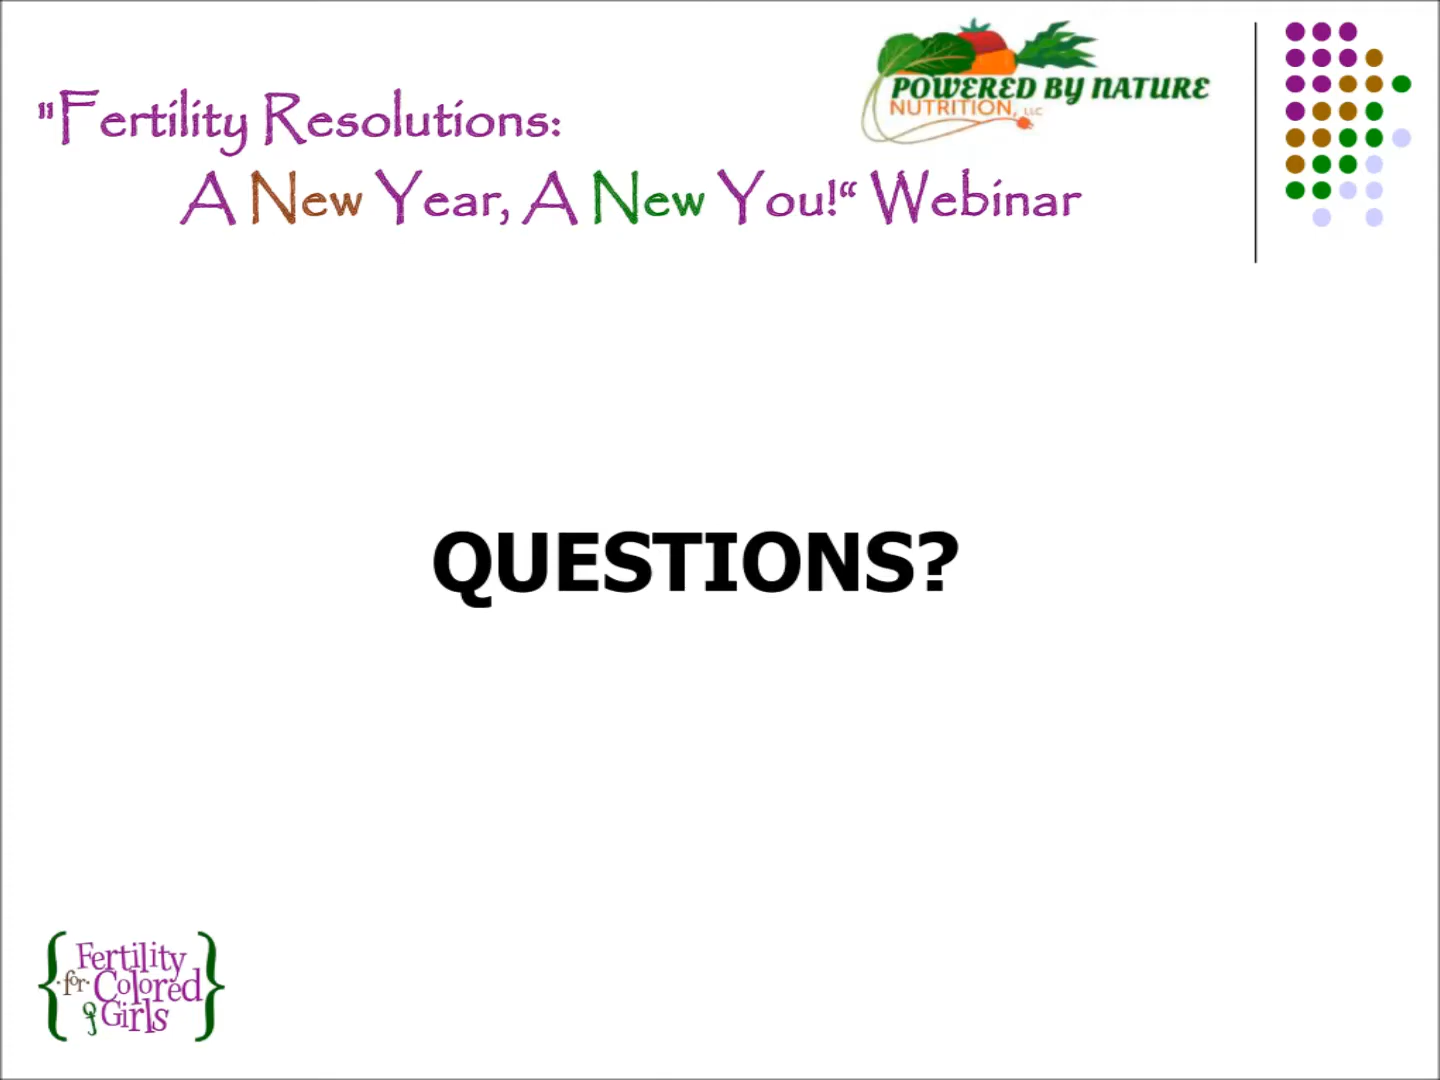 "Fertility Resolutions:
A New Year, A New You!“ Webinar
POWERED BY NATURE
NUTRITION, LLC
QUESTIONS?
Fertility
·for·Colored
Girls